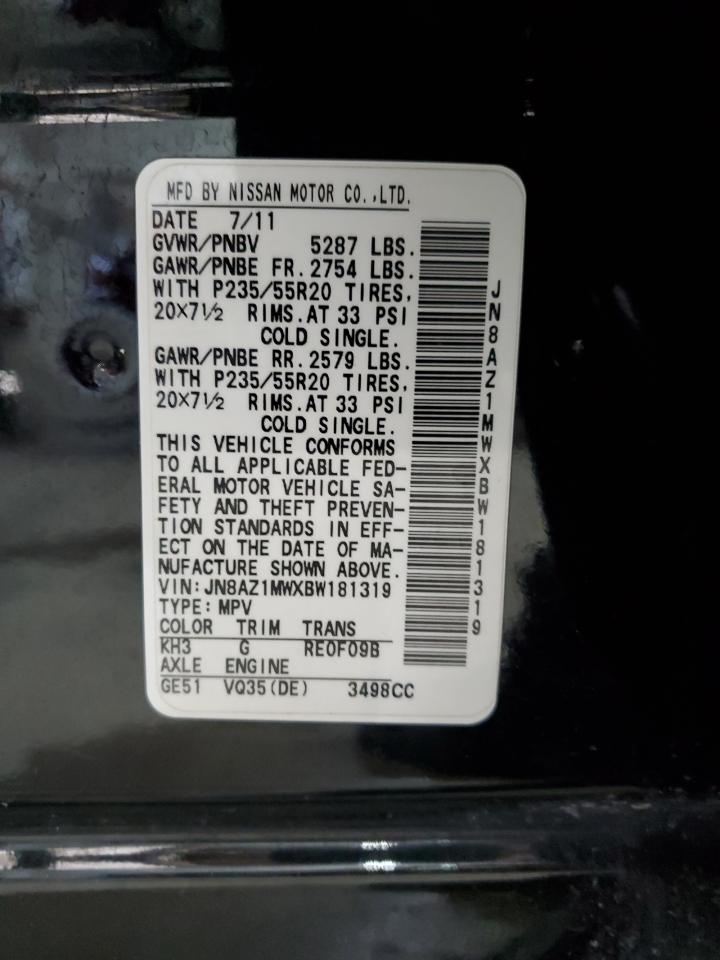 MFD BY NISSAN MOTOR CO.,LTD.
DATE 7/11
GVWR/PNBV 5287 LBS.
GAWR/PNBE FR.2754 LBS.
WITH P235/55R20 TIRES,
20×7½ RIMS.AT 33 PSI
COLD SINGLE.
GAWR/PNBE RR.2579 LBS.
WITH P235/55R20 TIRES,
20×7½ RIMS.AT 33 PSI
COLD SINGLE.
THIS VEHICLE CONFORMS
TO ALL APPLICABLE FED-
ERAL MOTOR VEHICLE SA-
FETY AND THEFT PREVEN-
TION STANDARDS IN EFF-
ECT ON THE DATE OF MA-
NUFACTURE SHOWN ABOVE.
VIN:JN8AZ1MWXBW181319
TYPE:MPV
COLOR TRIM TRANS
KH3 G RE0F09B
AXLE ENGINE
GE51 VQ35(DE) 3498CC
JN8AZ1MWXBW181319